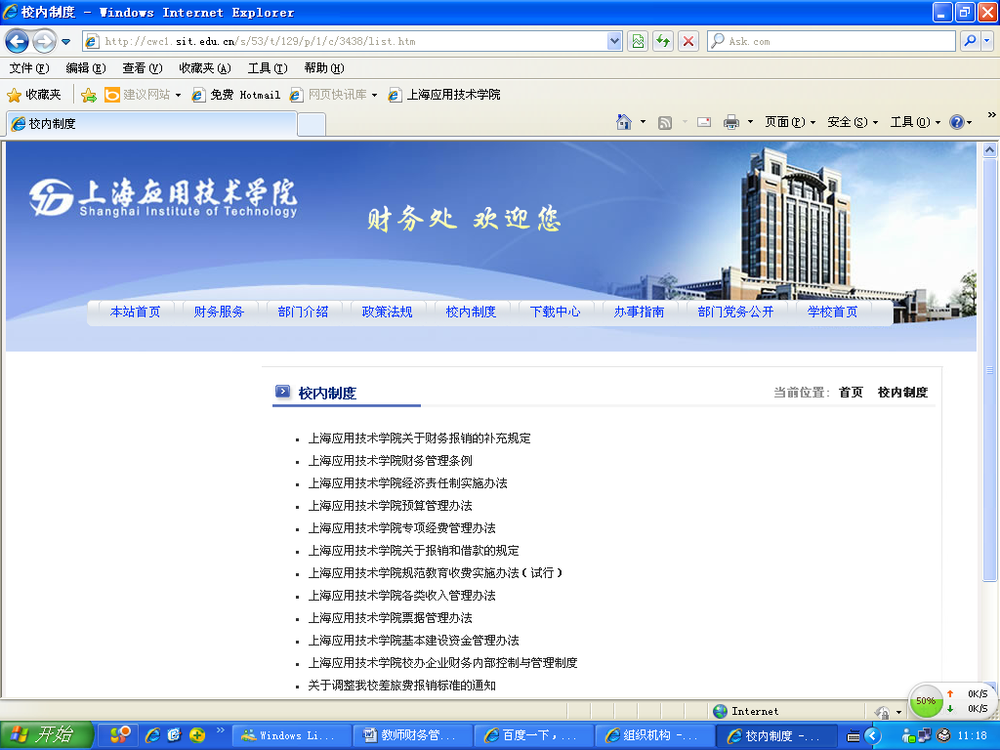 校内制度 - Windows Internet Explorer
http://cwc1.sit.edu.cn/s/53/t/129/p/1/c/3438/list.htm
Ask.com
文件(F) 编辑(E) 查看(V) 收藏夹(A) 工具(T) 帮助(H)
收藏夹 建议网站 免费 Hotmail 网页快讯库 上海应用技术学院
校内制度
页面(P) 安全(S) 工具(O) »
上海应用技术学院
Shanghai Institute of Technology
财务处 欢迎您
本站首页 财务服务 部门介绍 政策法规 校内制度 下载中心 办事指南 部门党务公开 学校首页
校内制度
当前位置: 首页 校内制度
上海应用技术学院关于财务报销的补充规定
上海应用技术学院财务管理条例
上海应用技术学院经济责任制实施办法
上海应用技术学院预算管理办法
上海应用技术学院专项经费管理办法
上海应用技术学院关于报销和借款的规定
上海应用技术学院规范教育收费实施办法(试行)
上海应用技术学院各类收入管理办法
上海应用技术学院票据管理办法
上海应用技术学院基本建设资金管理办法
上海应用技术学院校办企业财务内部控制与管理制度
关于调整我校差旅费报销标准的通知
Internet
50%
0K/S
0K/S
开始 » Windows Li... 教师财务管... 百度一下,... 组织机构 -... 校内制度 -... 11:18